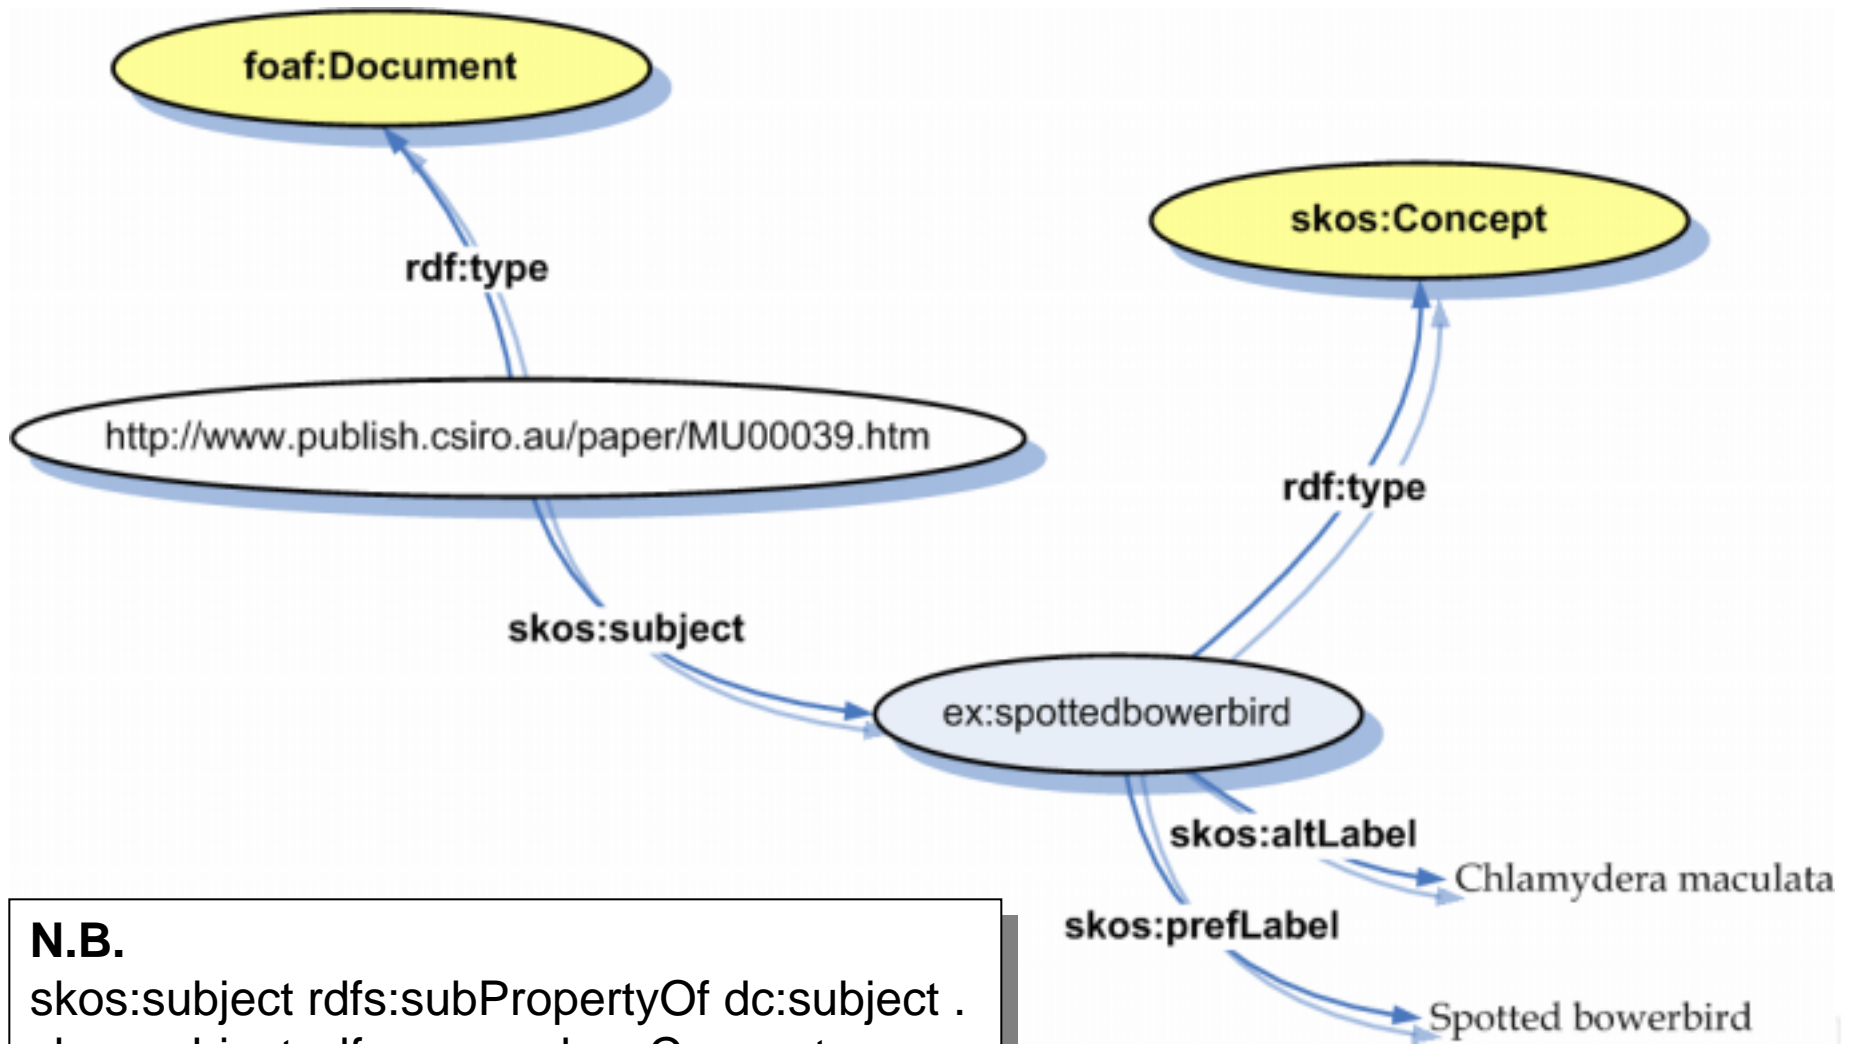 foaf:Document
skos:Concept
rdf:type
http://www.publish.csiro.au/paper/MU00039.htm
rdf:type
skos:subject
ex:spottedbowerbird
skos:altLabel
Chlamydera maculata
skos:prefLabel
Spotted bowerbird
N.B.
skos:subject rdfs:subPropertyOf dc:subject .